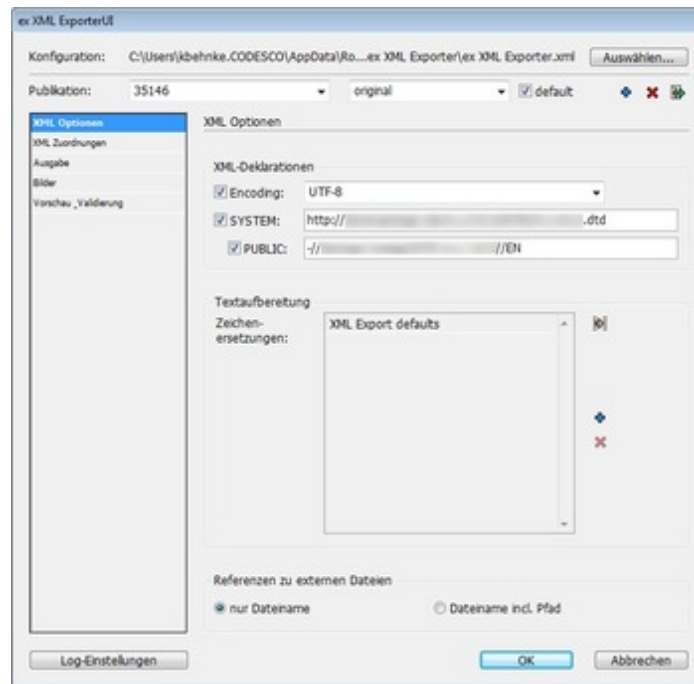 ex XML ExporterUI
Konfiguration: C:\Users\kbehnke.CODESCO\AppData\Ro...ex XML Exporter\ex XML Exporter.xml Auswählen...
Publikation: 35146 original default
XML Optionen
XML Zuordnungen
Ausgabe
Bilder
Vorschau_Validierung
XML Optionen
XML-Deklarationen
Encoding: UTF-8
SYSTEM: http:// .dtd
PUBLIC: -// //EN
Textaufbereitung
Zeichen-
ersetzungen:
XML Export defaults
Referenzen zu externen Dateien
nur Dateiname Dateiname incl. Pfad
Log-Einstellungen OK Abbrechen